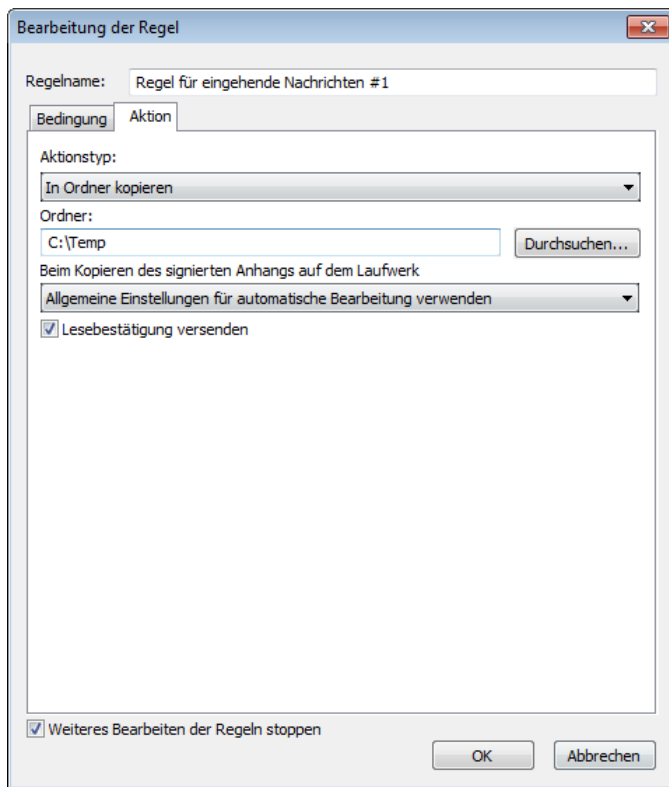 Bearbeitung der Regel
Regelname: Regel für eingehende Nachrichten #1
Bedingung Aktion
Aktionstyp:
In Ordner kopieren
Ordner:
C:\Temp Durchsuchen...
Beim Kopieren des signierten Anhangs auf dem Laufwerk
Allgemeine Einstellungen für automatische Bearbeitung verwenden
Lesebestätigung versenden
Weiteres Bearbeiten der Regeln stoppen
OK Abbrechen